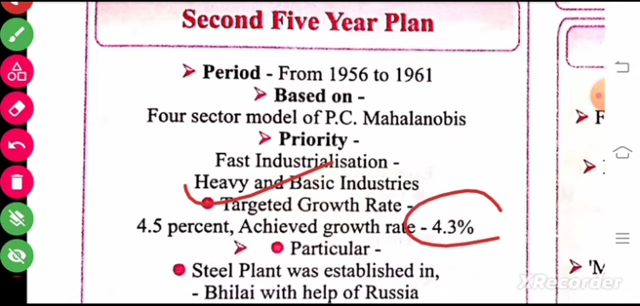 Second Five Year Plan
➤ Period - From 1956 to 1961
➤ Based on -
Four sector model of P.C. Mahalanobis
➤ Priority -
Fast Industrialisation -
Heavy and Basic Industries
Targeted Growth Rate -
4.5 percent, Achieved growth rate - 4.3%
➤ ● Particular -
● Steel Plant was established in,
- Bhilai with help of Russia
➤ F
➤
➤ 'M
XRecorder